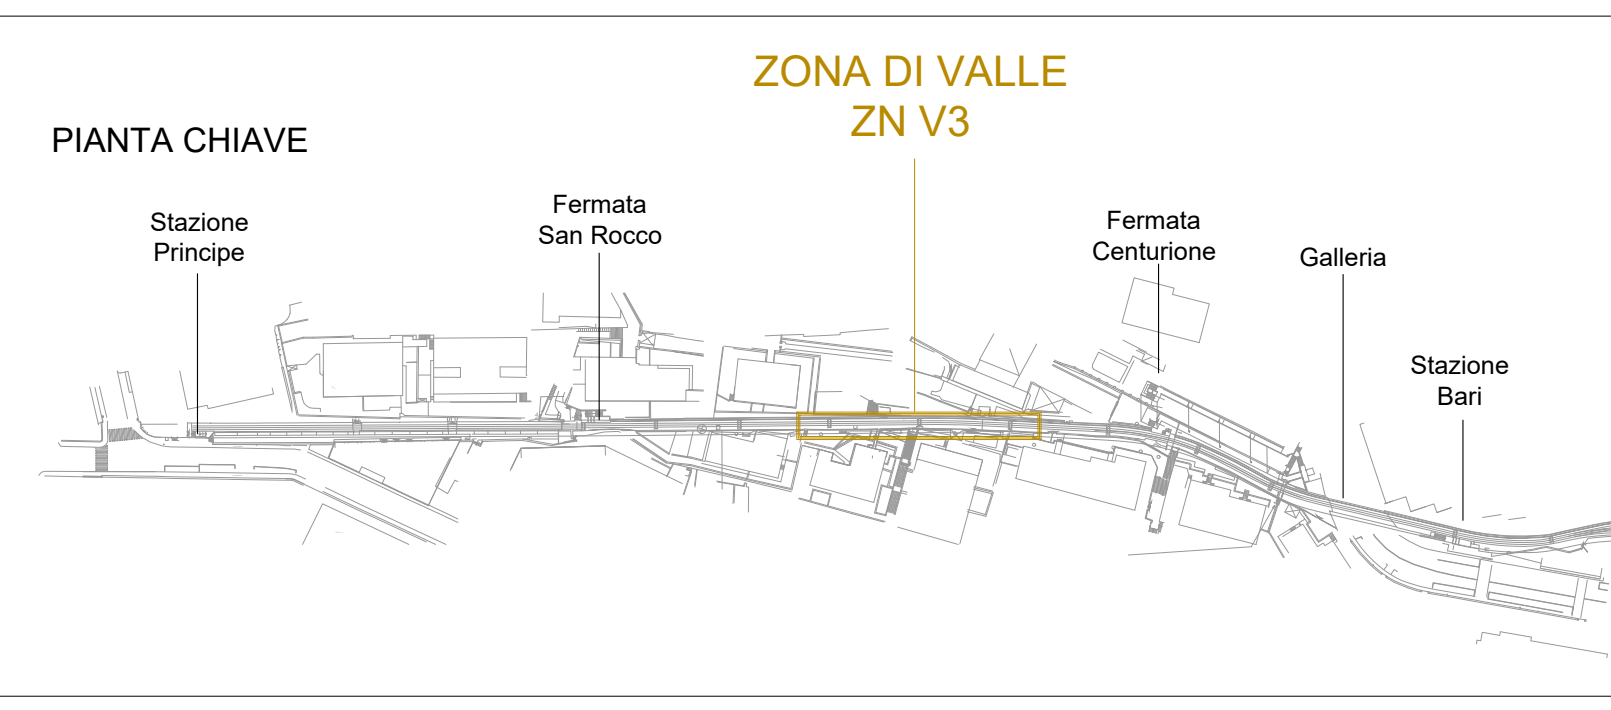 ZONA DI VALLE
ZN V3
PIANTA CHIAVE
Stazione
Principe
Fermata
San Rocco
Fermata
Centurione
Galleria
Stazione
Bari